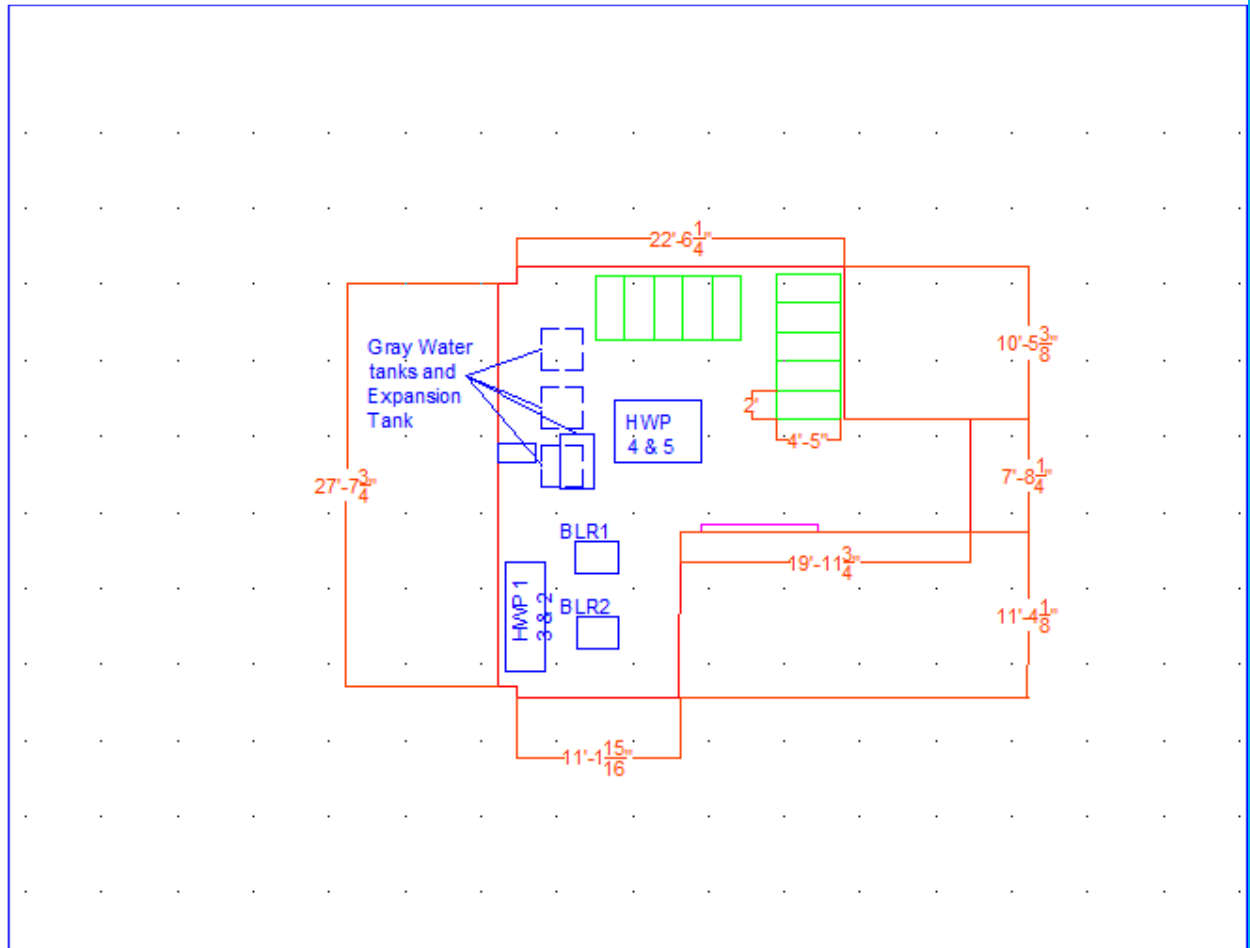 22'-6 1/4"
Gray Water
tanks and
Expansion
Tank
10'-5 3/8"
HWP
4 & 5
2'
4'-5"
27'-7 3/4"
7'-8 1/4"
BLR1
19'-11 3/4"
HWP 1
3 & 2
BLR2
11'-4 1/8"
11'-1 15/16"